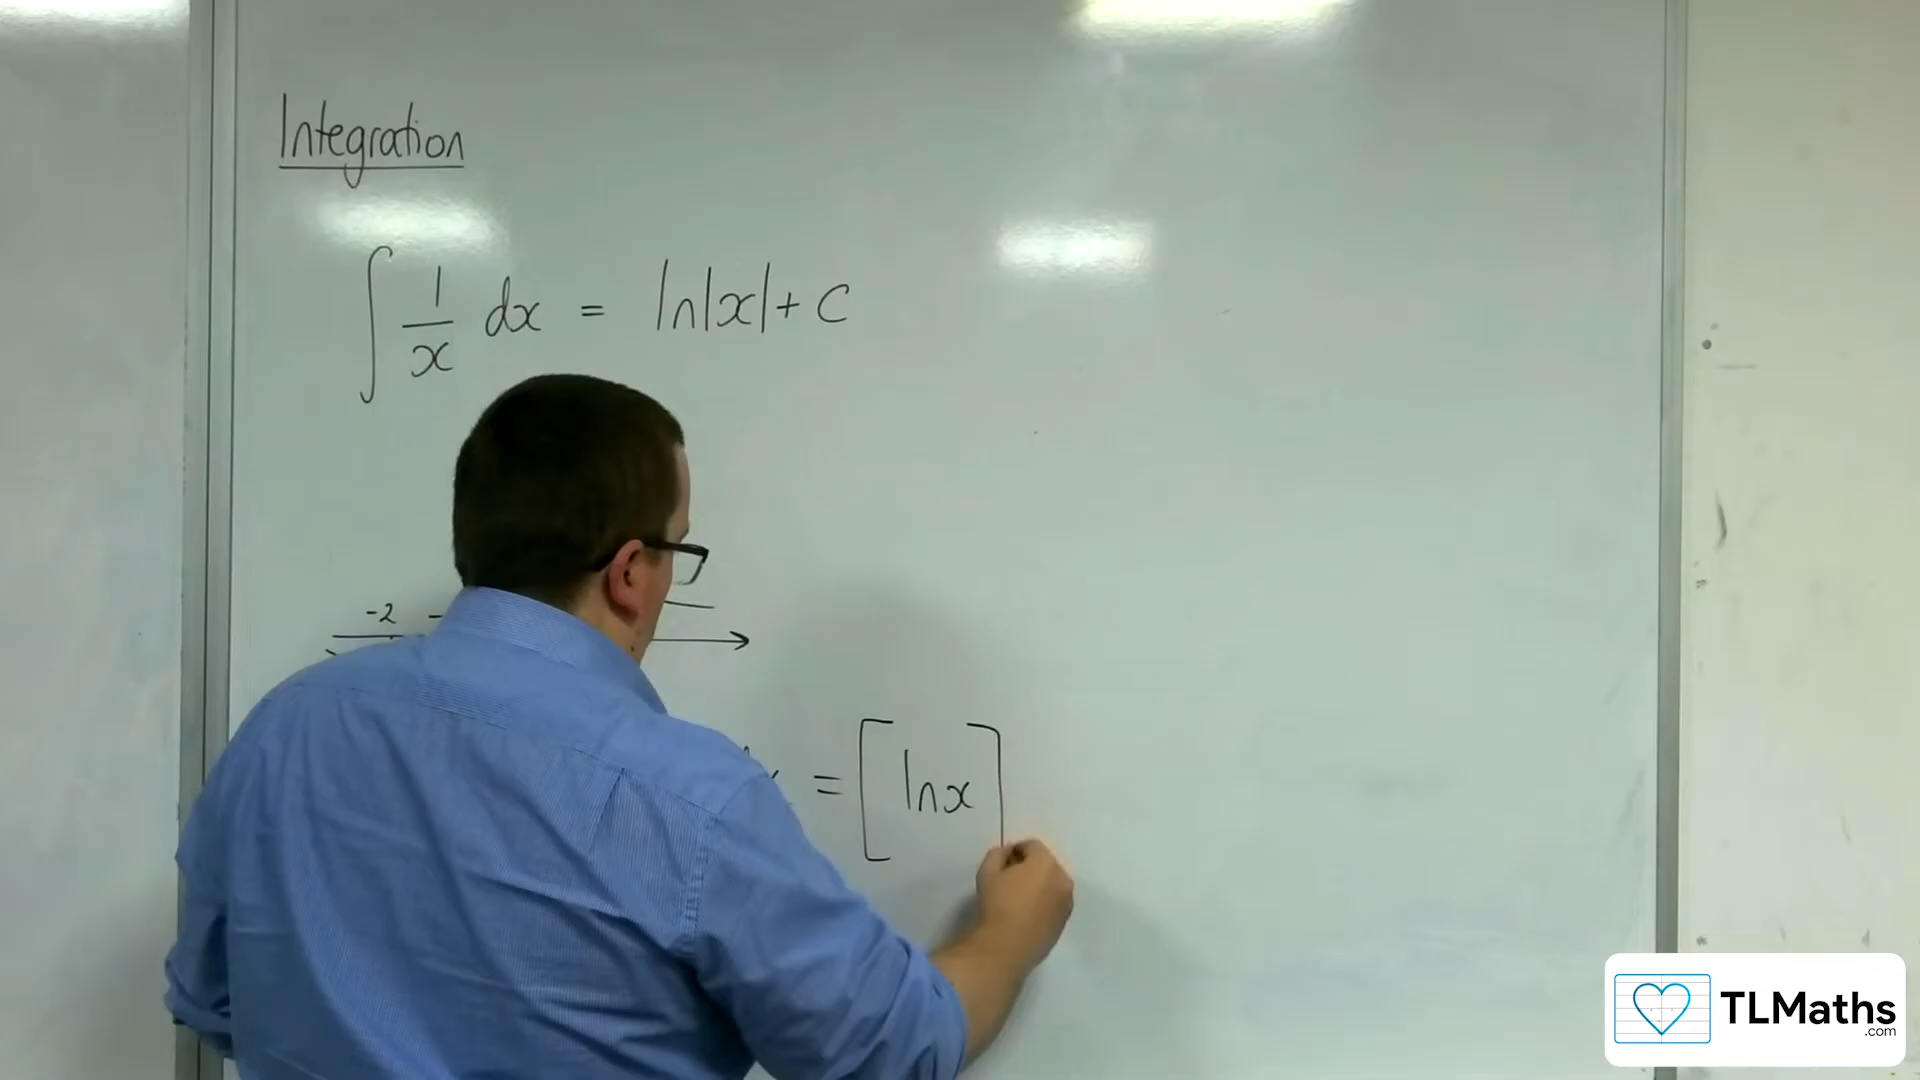 Integration
∫ 1/x dx = ln|x| + c
-2
= [ ln x ]
TLMaths
.com